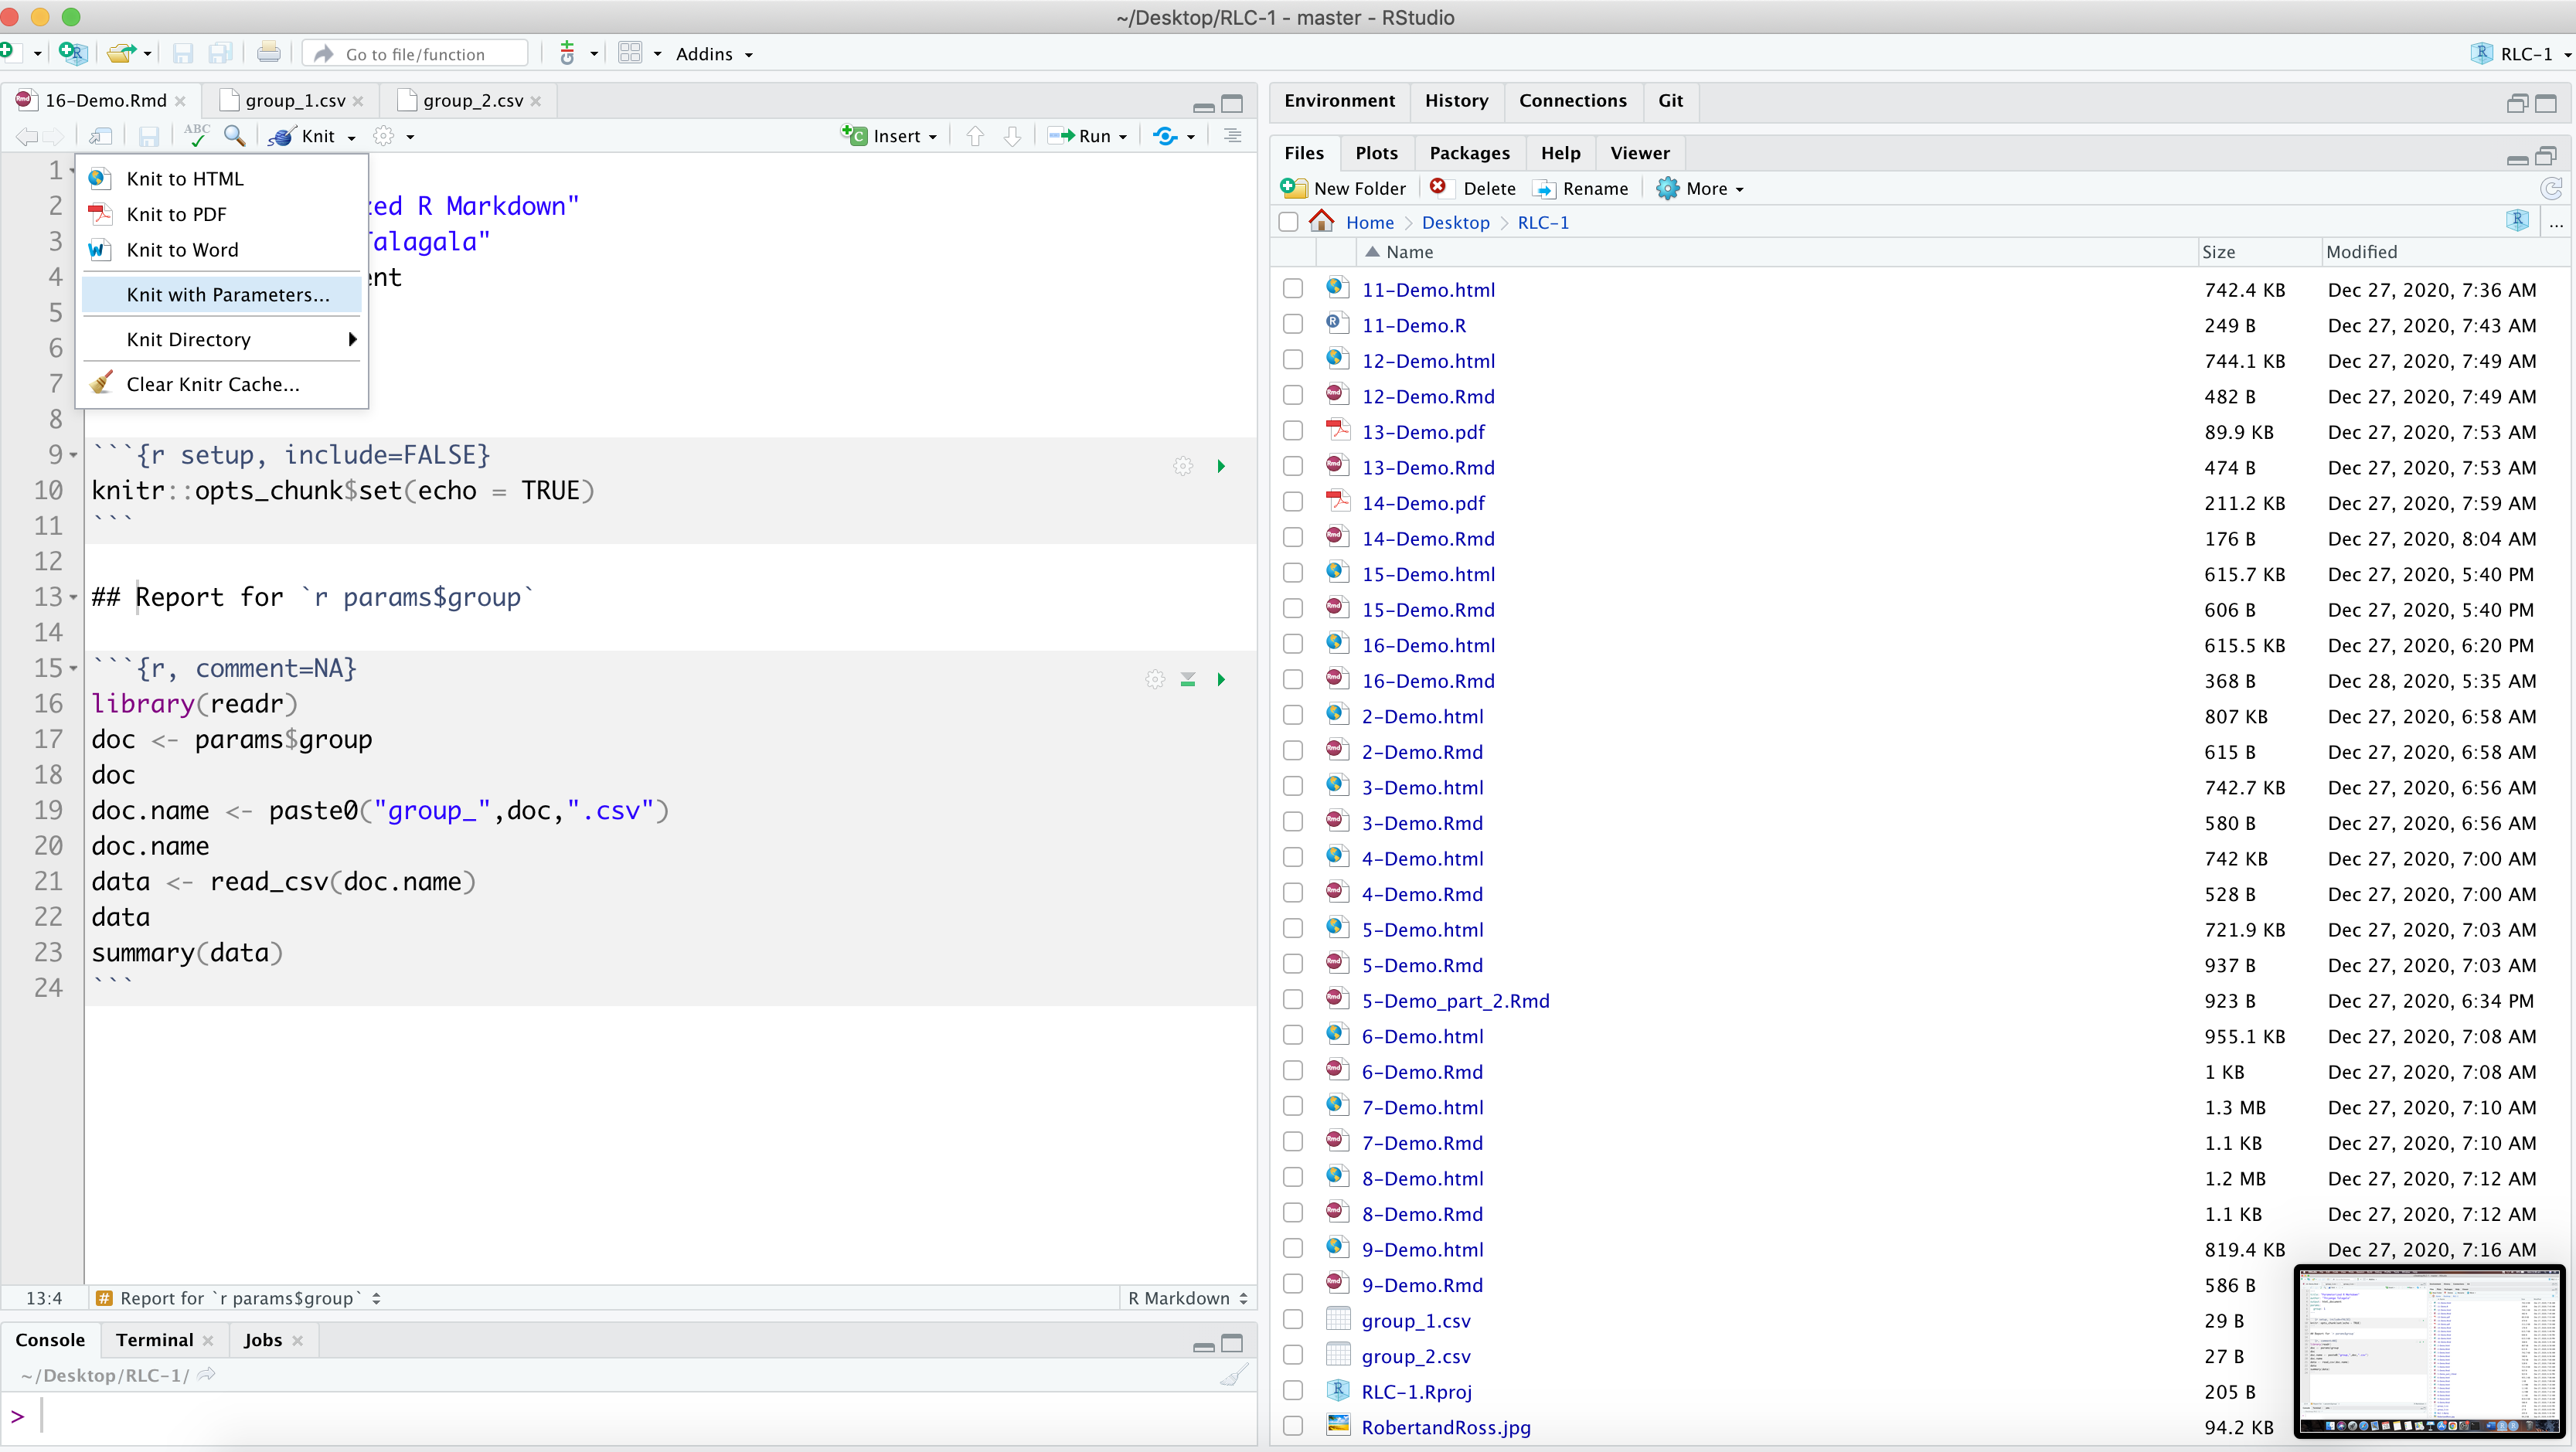 ~/Desktop/RLC-1 - master - RStudio
Go to file/function
Addins
RLC-1
16-Demo.Rmd
group_1.csv
group_2.csv
ABC
Knit
Insert
Run
Knit to HTML
Knit to PDF
Knit to Word
Knit with Parameters...
Knit Directory
Clear Knitr Cache...
1
2 zed R Markdown"
3 Talagala"
4 ent
5
6
7
8
9 ```{r setup, include=FALSE}
10 knitr::opts_chunk$set(echo = TRUE)
11 ```
12
13 ## Report for `r params$group`
14
15 ```{r, comment=NA}
16 library(readr)
17 doc <- params$group
18 doc
19 doc.name <- paste0("group_",doc,".csv")
20 doc.name
21 data <- read_csv(doc.name)
22 data
23 summary(data)
24 ```
13:4 # Report for `r params$group` R Markdown
Console Terminal Jobs
~/Desktop/RLC-1/
>
Environment History Connections Git
Files Plots Packages Help Viewer
New Folder Delete Rename More
Home Desktop RLC-1 ...
Name Size Modified
11-Demo.html 742.4 KB Dec 27, 2020, 7:36 AM
11-Demo.R 249 B Dec 27, 2020, 7:43 AM
12-Demo.html 744.1 KB Dec 27, 2020, 7:49 AM
12-Demo.Rmd 482 B Dec 27, 2020, 7:49 AM
13-Demo.pdf 89.9 KB Dec 27, 2020, 7:53 AM
13-Demo.Rmd 474 B Dec 27, 2020, 7:53 AM
14-Demo.pdf 211.2 KB Dec 27, 2020, 7:59 AM
14-Demo.Rmd 176 B Dec 27, 2020, 8:04 AM
15-Demo.html 615.7 KB Dec 27, 2020, 5:40 PM
15-Demo.Rmd 606 B Dec 27, 2020, 5:40 PM
16-Demo.html 615.5 KB Dec 27, 2020, 6:20 PM
16-Demo.Rmd 368 B Dec 28, 2020, 5:35 AM
2-Demo.html 807 KB Dec 27, 2020, 6:58 AM
2-Demo.Rmd 615 B Dec 27, 2020, 6:58 AM
3-Demo.html 742.7 KB Dec 27, 2020, 6:56 AM
3-Demo.Rmd 580 B Dec 27, 2020, 6:56 AM
4-Demo.html 742 KB Dec 27, 2020, 7:00 AM
4-Demo.Rmd 528 B Dec 27, 2020, 7:00 AM
5-Demo.html 721.9 KB Dec 27, 2020, 7:03 AM
5-Demo.Rmd 937 B Dec 27, 2020, 7:03 AM
5-Demo_part_2.Rmd 923 B Dec 27, 2020, 6:34 PM
6-Demo.html 955.1 KB Dec 27, 2020, 7:08 AM
6-Demo.Rmd 1 KB Dec 27, 2020, 7:08 AM
7-Demo.html 1.3 MB Dec 27, 2020, 7:10 AM
7-Demo.Rmd 1.1 KB Dec 27, 2020, 7:10 AM
8-Demo.html 1.2 MB Dec 27, 2020, 7:12 AM
8-Demo.Rmd 1.1 KB Dec 27, 2020, 7:12 AM
9-Demo.html 819.4 KB Dec 27, 2020, 7:16 AM
9-Demo.Rmd 586 B
group_1.csv 29 B
group_2.csv 27 B
RLC-1.Rproj 205 B
RobertandRoss.jpg 94.2 KB